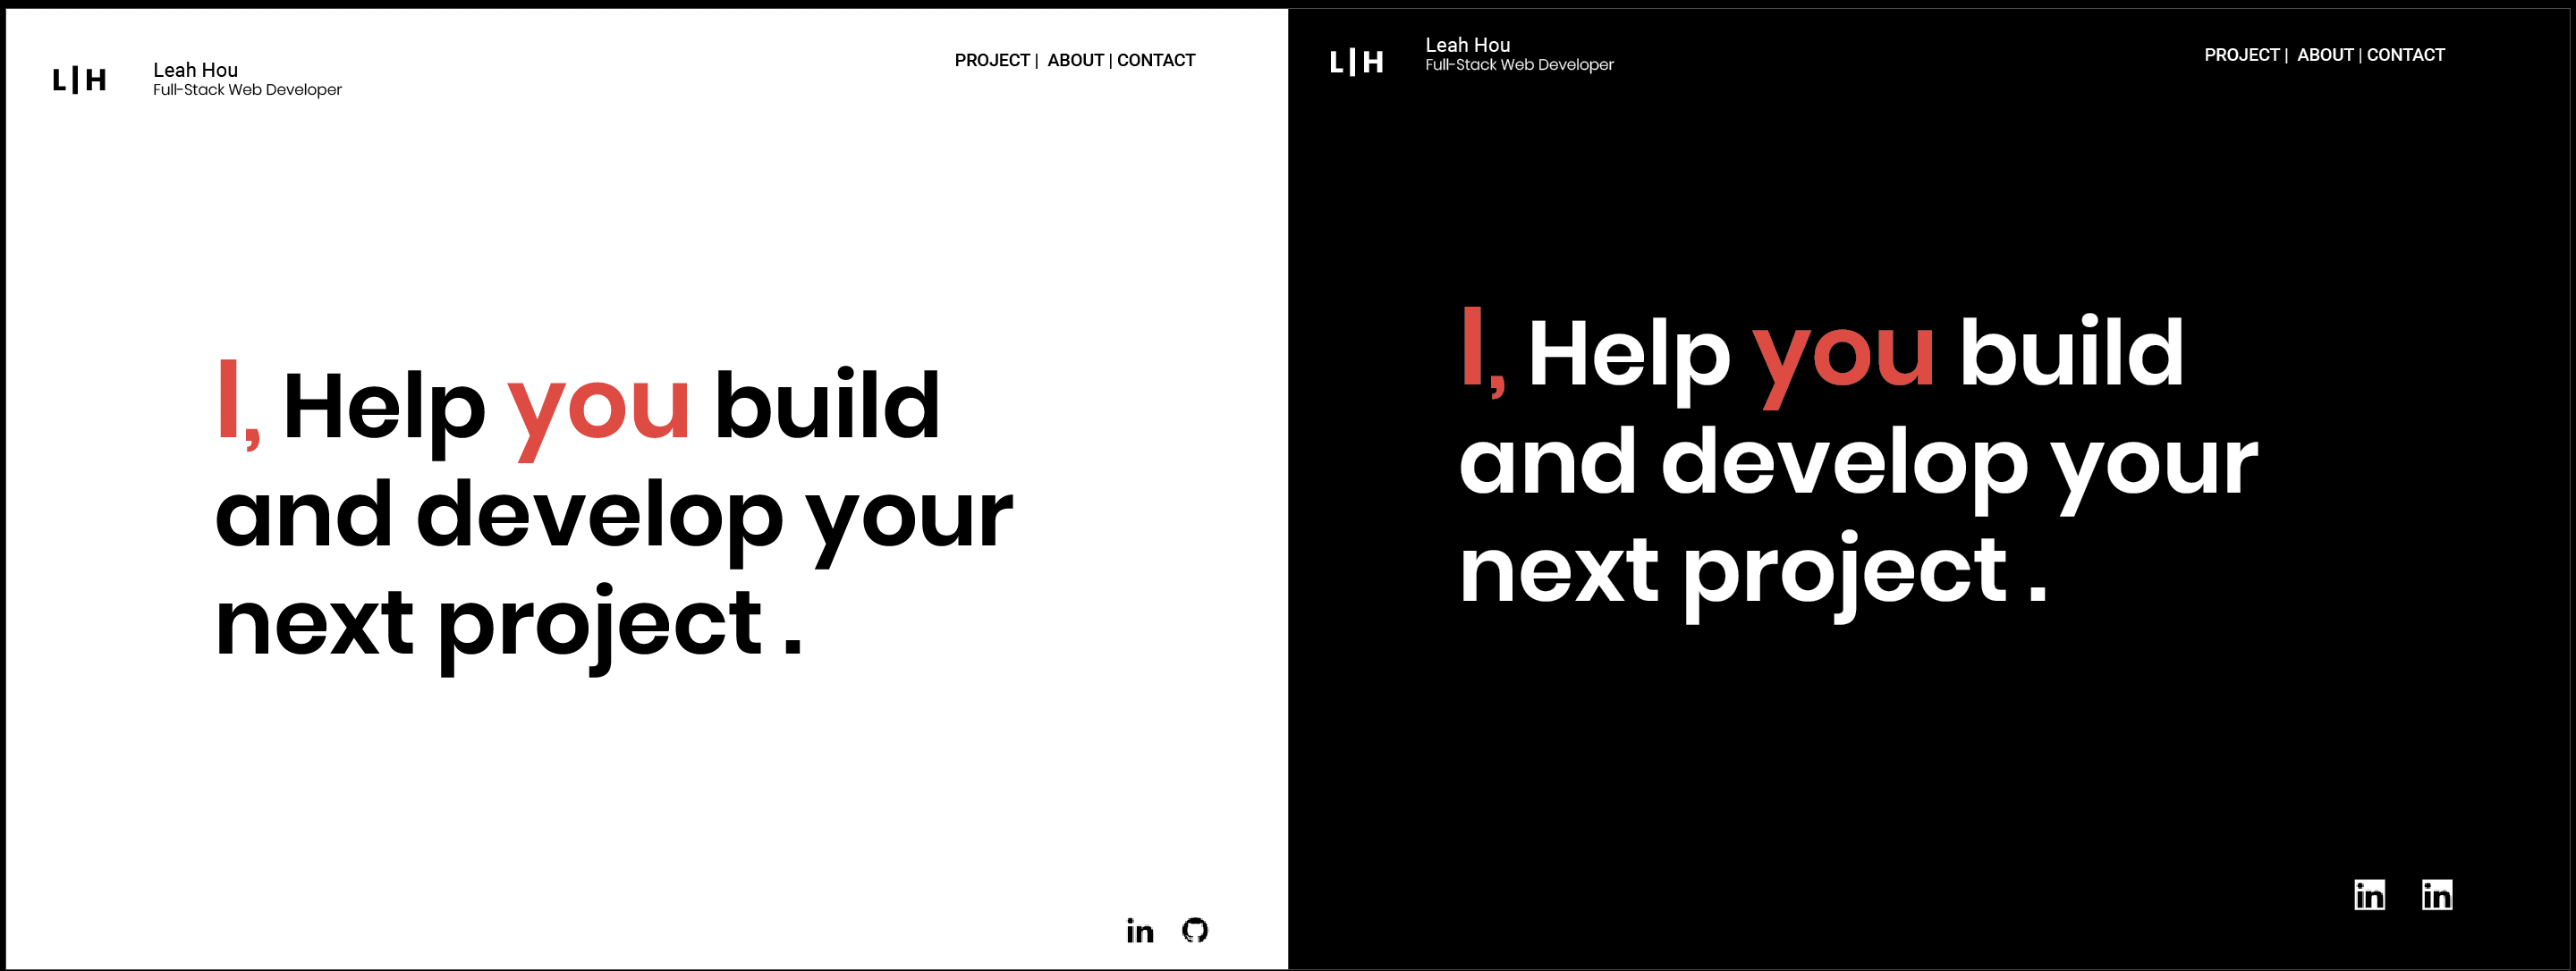 L|H
Leah Hou
Full-Stack Web Developer
PROJECT | ABOUT | CONTACT
I, Help you build
and develop your
next project .
in
L|H
Leah Hou
Full-Stack Web Developer
PROJECT | ABOUT | CONTACT
I, Help you build
and develop your
next project .
in in